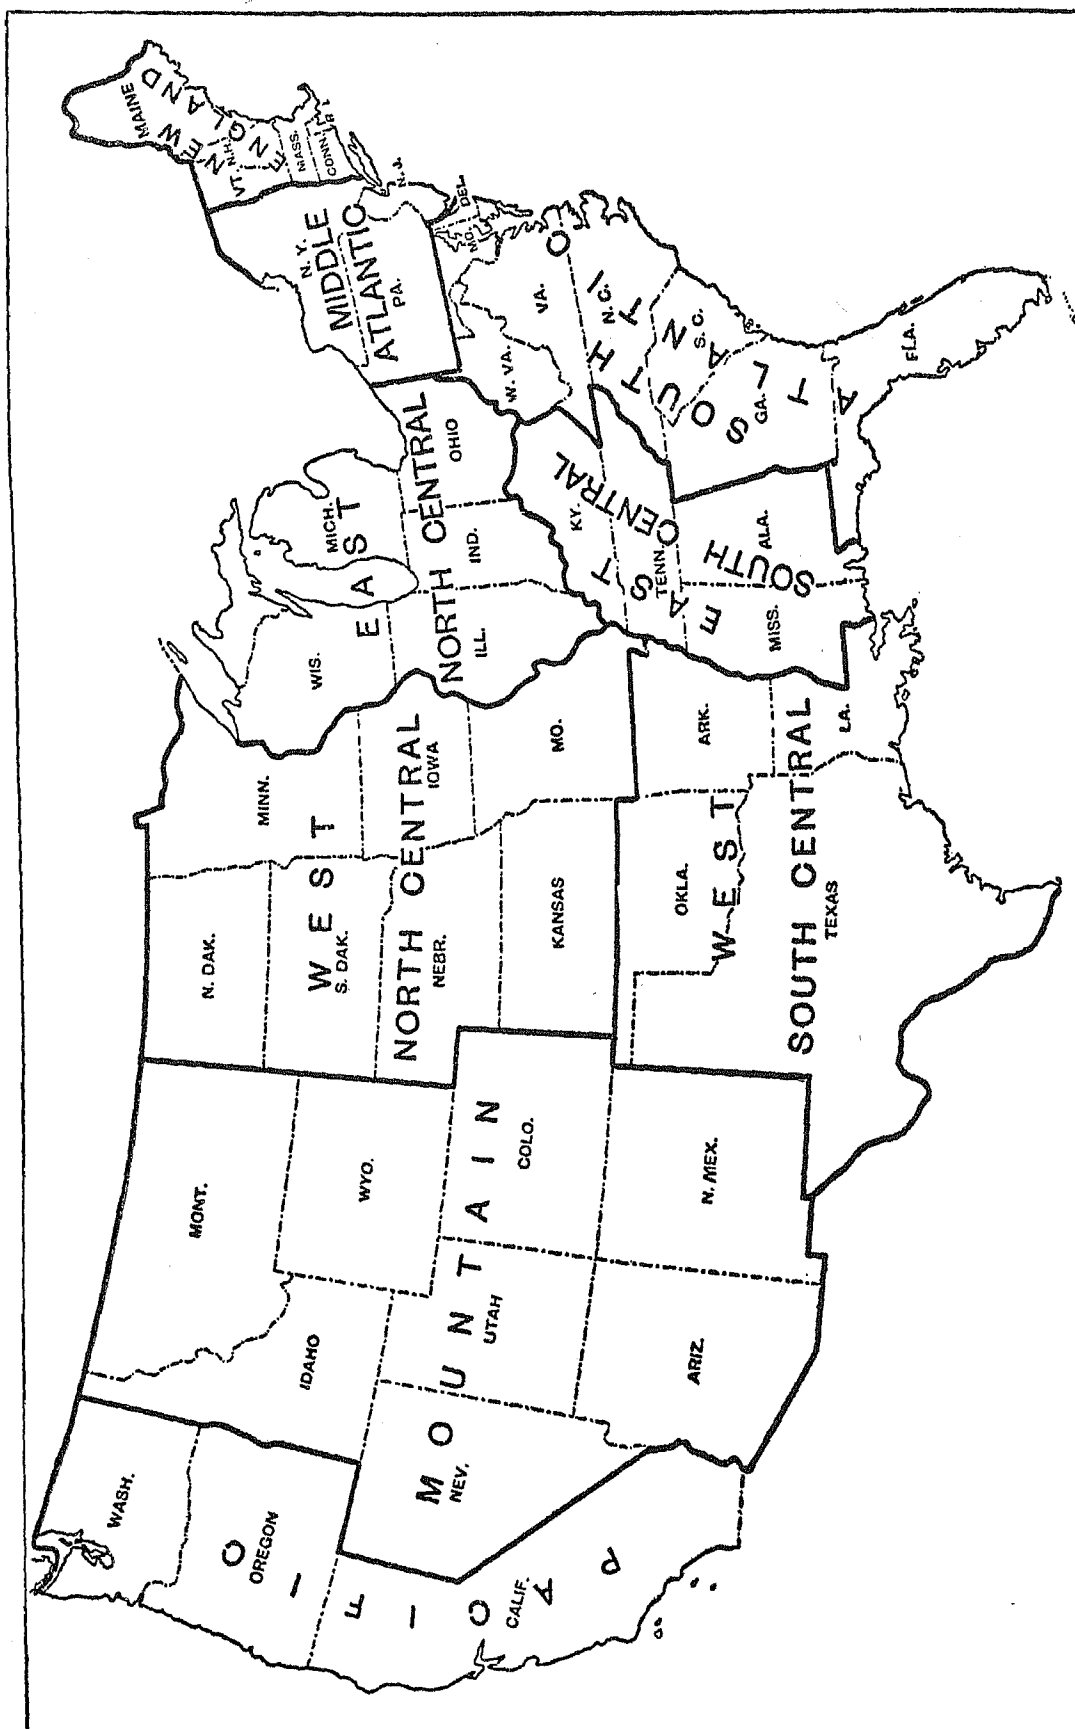 WASH.
OREGON
CALIF.
PACIFIC
MOUNTAIN
MONT.
IDAHO
WYO.
NEV.
UTAH
COLO.
ARIZ.
N. MEX.
WEST
NORTH CENTRAL
N. DAK.
S. DAK.
NEBR.
KANSAS
MINN.
IOWA
MO.
WEST
SOUTH CENTRAL
OKLA.
TEXAS
ARK.
LA.
EAST
NORTH CENTRAL
WIS.
MICH.
ILL.
IND.
OHIO
EAST
SOUTH CENTRAL
KY.
TENN.
MISS.
ALA.
SOUTH
ATLANTIC
W. VA.
VA.
MD.
DEL.
N. C.
S. C.
GA.
FLA.
MIDDLE
ATLANTIC
N. Y.
PA.
N. J.
NEW
ENGLAND
MAINE
VT.
N.H.
MASS.
CONN.
R I